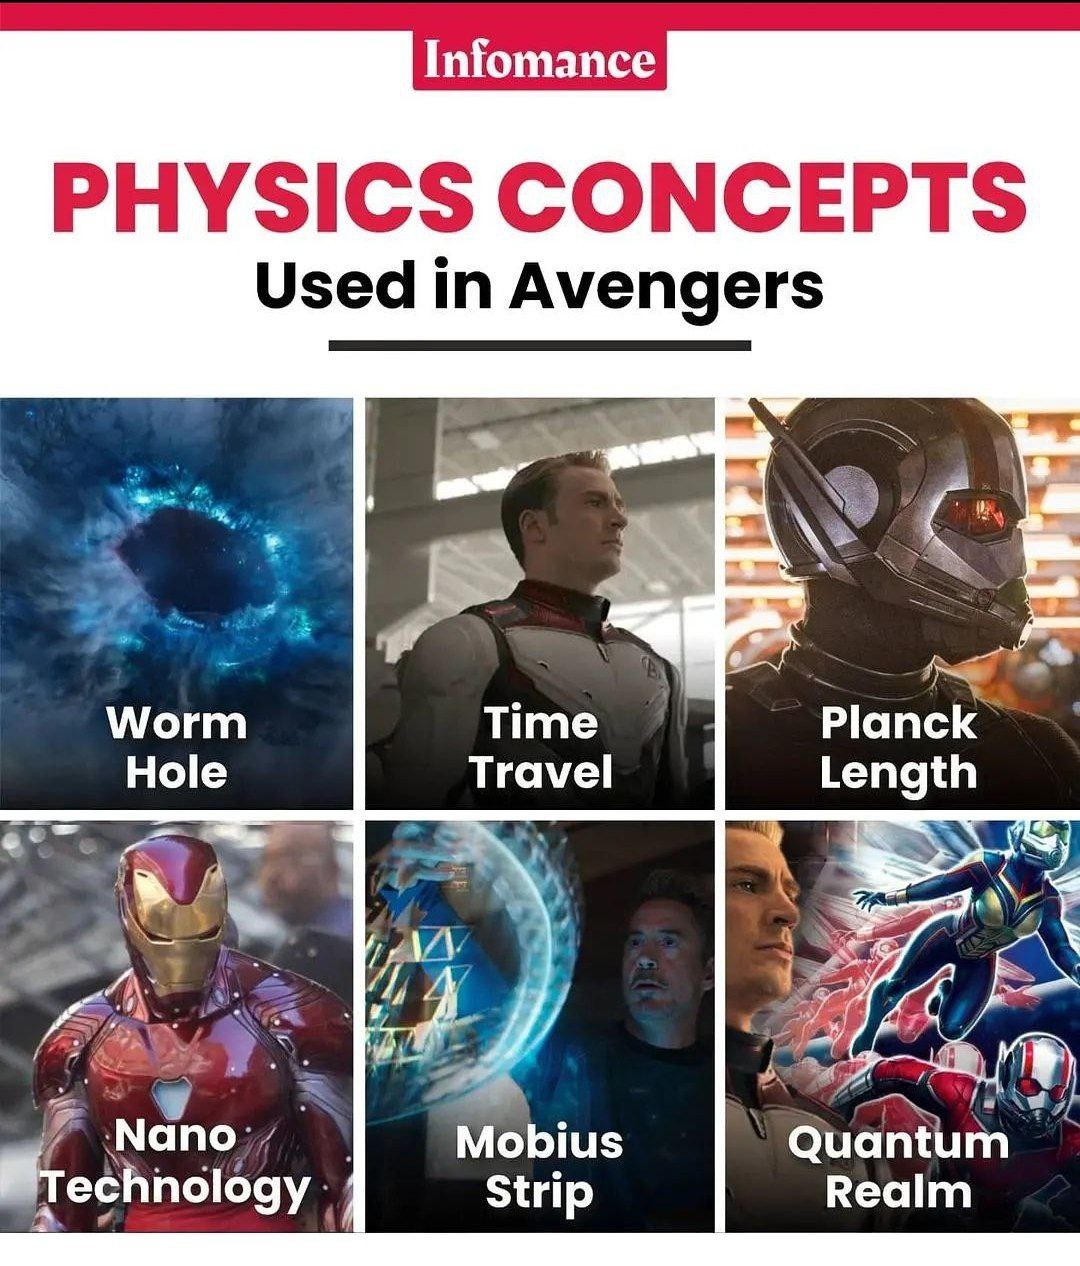 Infomance
PHYSICS CONCEPTS
Used in Avengers
Worm
Hole
Time
Travel
Planck
Length
Nano
Technology
Mobius
Strip
Quantum
Realm